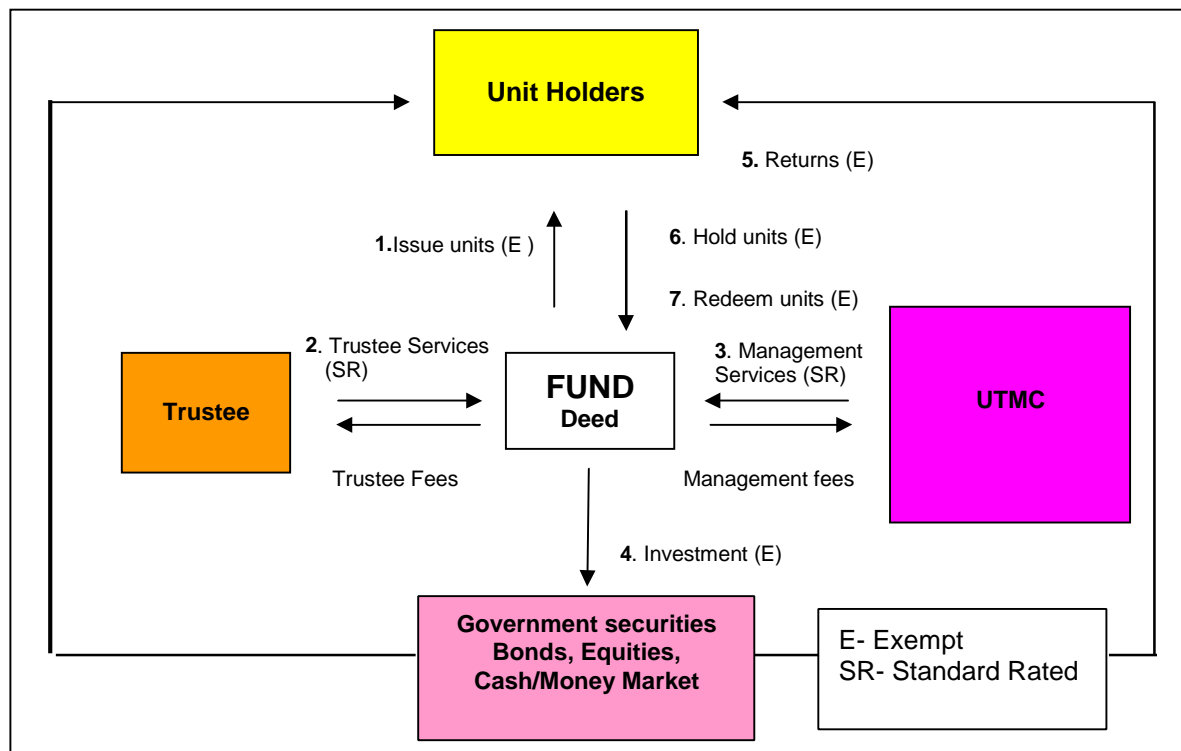 Unit Holders
5. Returns (E)
1.Issue units (E )
6. Hold units (E)
7. Redeem units (E)
2. Trustee Services
(SR)
3. Management
Services (SR)
Trustee
FUND
Deed
UTMC
Trustee Fees
Management fees
4. Investment (E)
Government securities
Bonds, Equities,
Cash/Money Market
E- Exempt
SR- Standard Rated